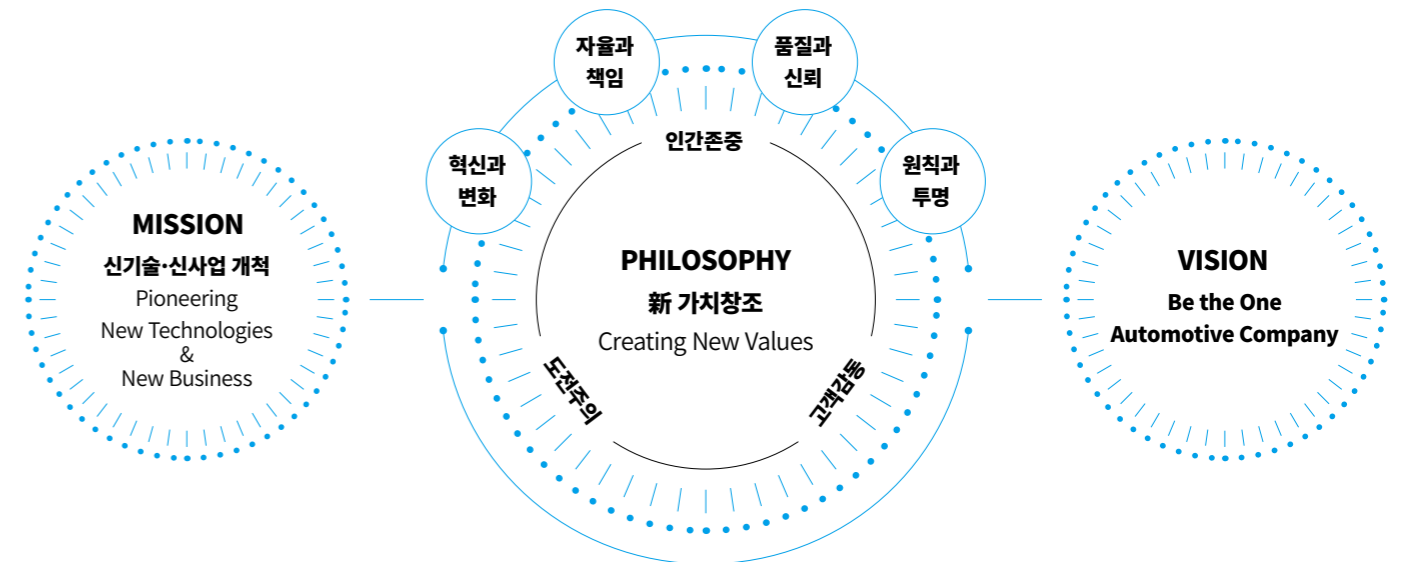 MISSION
신기술·신사업 개척
Pioneering
New Technologies
&
New Business
혁신과
변화
자율과
책임
품질과
신뢰
원칙과
투명
인간존중
PHILOSOPHY
新 가치창조
Creating New Values
도전주의
고객감동
VISION
Be the One
Automotive Company